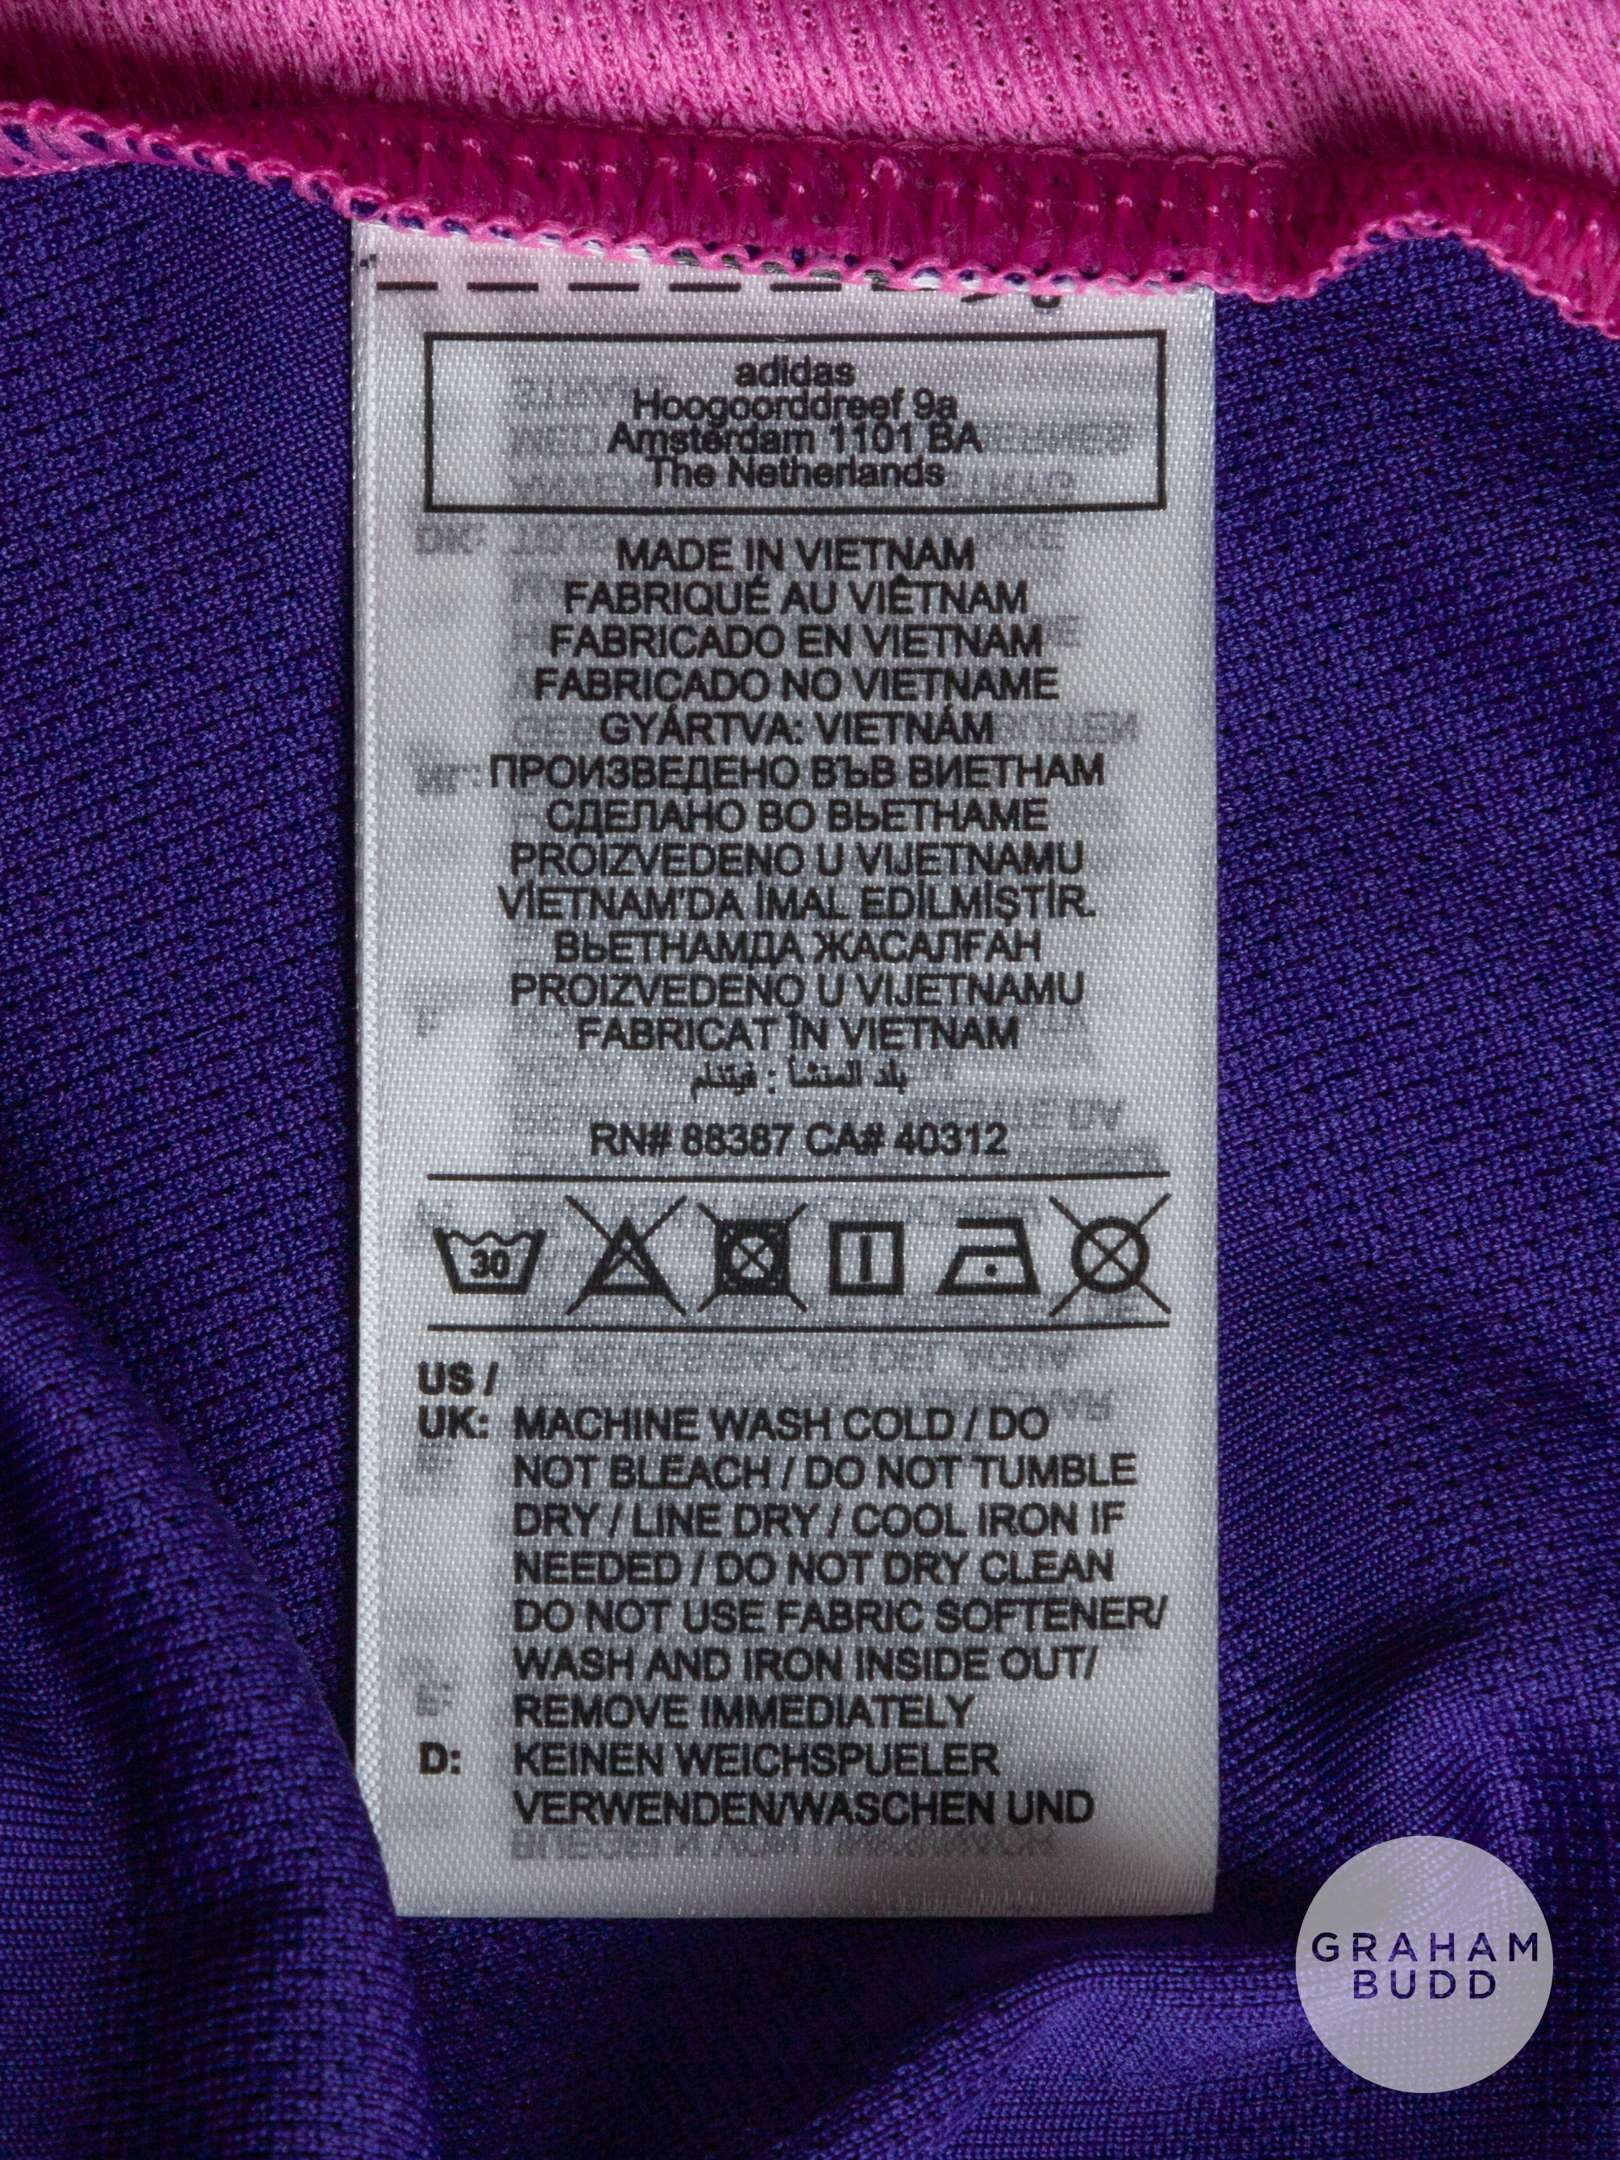 adidas
Hoogoorddreef 9a
Amsterdam 1101 BA
The Netherlands
MADE IN VIETNAM
FABRIQUÉ AU VIÊTNAM
FABRICADO EN VIETNAM
FABRICADO NO VIETNAME
GYÁRTVA: VIETNÁM
ПРОИЗВЕДЕНО ВЪВ ВИЕТНАМ
СДЕЛАНО ВО ВЬЕТНАМЕ
PROIZVEDENO U VIJETNAMU
VİETNAM'DA İMAL EDİLMİŞTİR.
ВЬЕТНАМДА ЖАСАЛҒАН
PROIZVEDENO U VIJETNAMU
FABRICAT ÎN VIETNAM
بلد المنشأ : فيتنام
RN# 88387 CA# 40312
30
US /
UK: MACHINE WASH COLD / DO
NOT BLEACH / DO NOT TUMBLE
DRY / LINE DRY / COOL IRON IF
NEEDED / DO NOT DRY CLEAN
DO NOT USE FABRIC SOFTENER/
WASH AND IRON INSIDE OUT/
REMOVE IMMEDIATELY
D: KEINEN WEICHSPUELER
VERWENDEN/WASCHEN UND
GRAHAM
BUDD